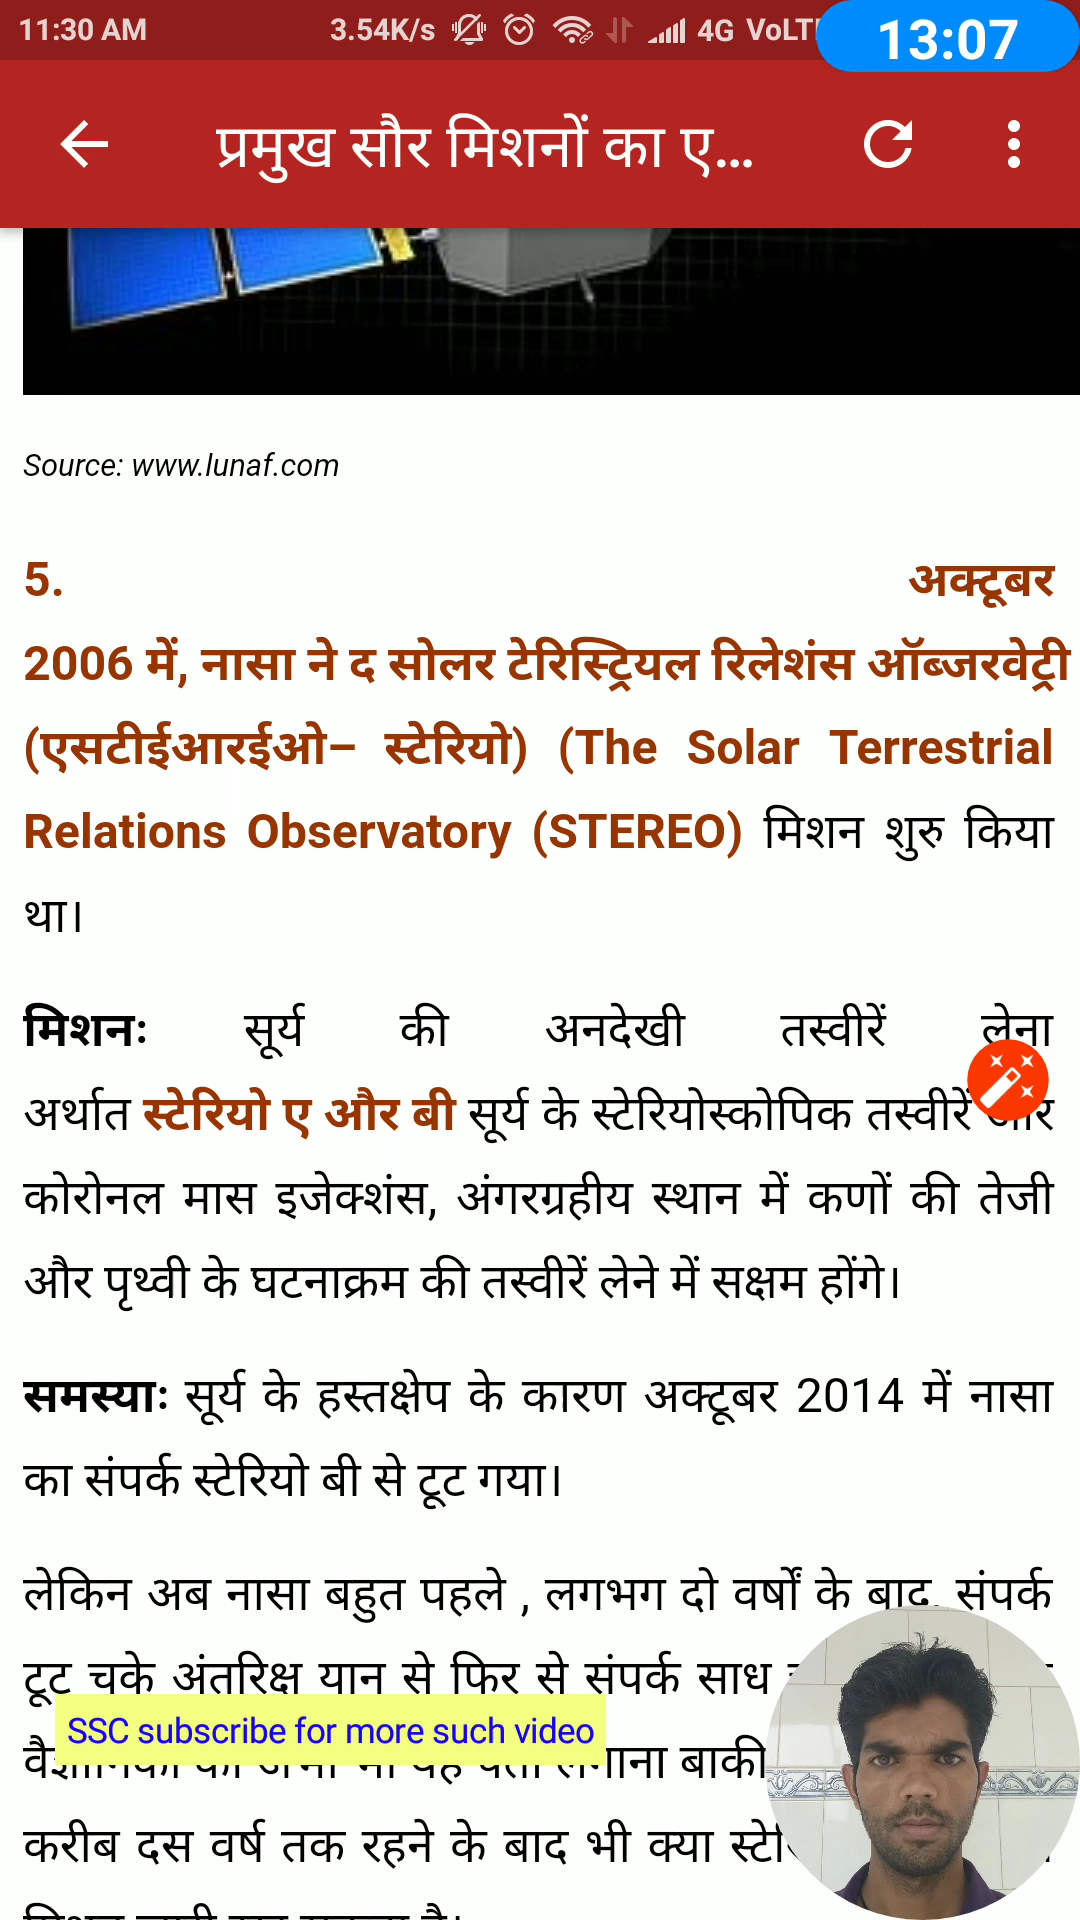 11:30 AM 3.54K/s 4G VoLT 13:07
प्रमुख सौर मिशनों का ए...
Source: www.lunaf.com
5. अक्टूबर
2006 में, नासा ने द सोलर टेरिस्ट्रियल रिलेशंस ऑब्जरवेट्री
(एसटीईआरईओ– स्टेरियो) (The Solar Terrestrial
Relations Observatory (STEREO) मिशन शुरु किया
था।
मिशनः सूर्य की अनदेखी तस्वीरें लेना
अर्थात स्टेरियो ए और बी सूर्य के स्टेरियोस्कोपिक तस्वीरें और
कोरोनल मास इजेक्शंस, अंगरग्रहीय स्थान में कणों की तेजी
और पृथ्वी के घटनाक्रम की तस्वीरें लेने में सक्षम होंगे।
समस्याः सूर्य के हस्तक्षेप के कारण अक्टूबर 2014 में नासा
का संपर्क स्टेरियो बी से टूट गया।
लेकिन अब नासा बहुत पहले , लगभग दो वर्षों के बाद, संपर्क
टूट चुके अंतरिक्ष यान से फिर से संपर्क साध
SSC subscribe for more such video
बाकी
करीब दस वर्ष तक रहने के बाद भी क्या